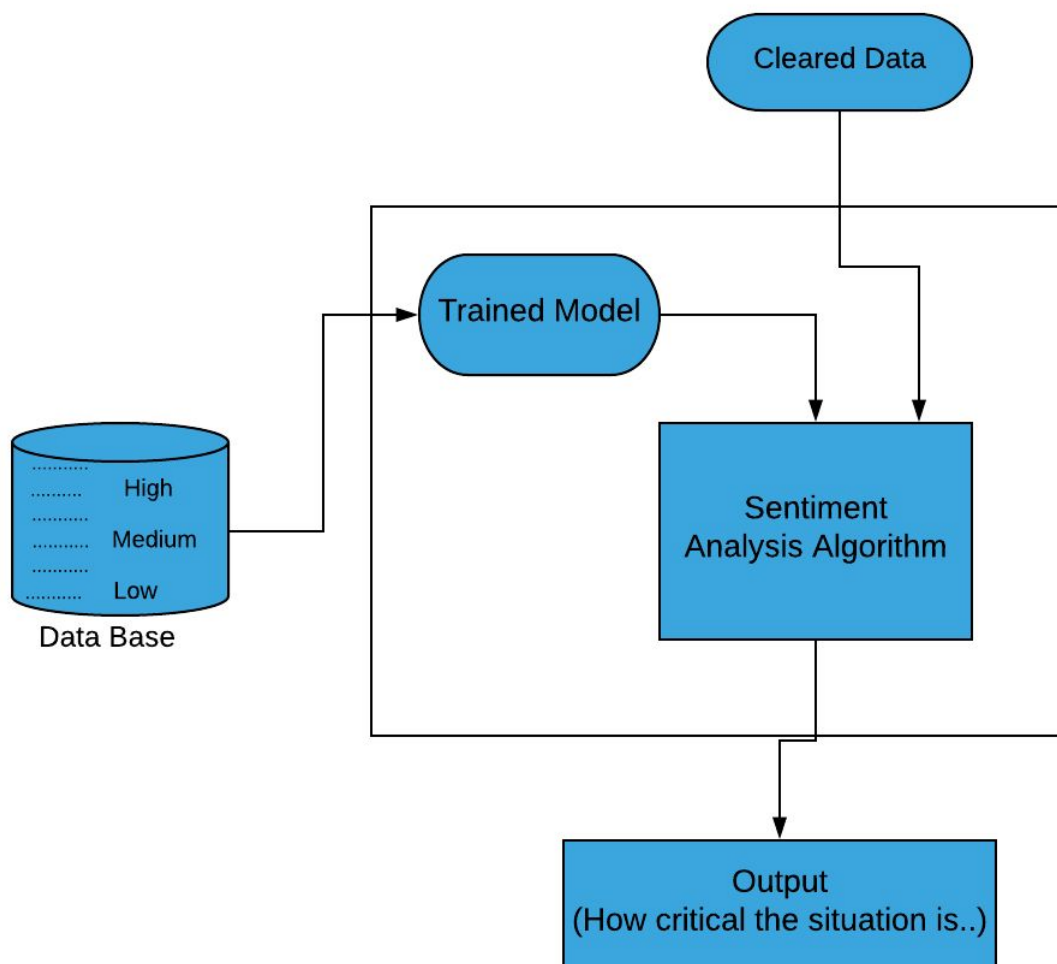 Cleared Data
Trained Model
...........
.......... High
...........
........... Medium
...........
........... Low
Data Base
Sentiment
Analysis Algorithm
Output
(How critical the situation is..)